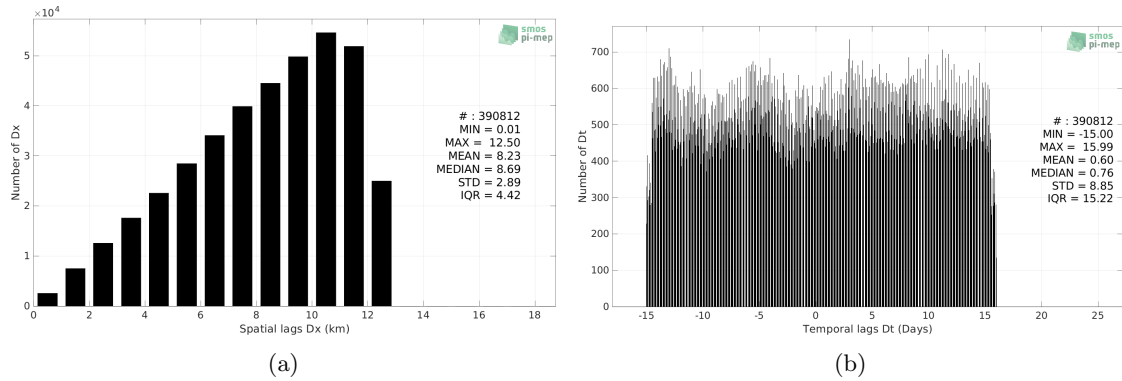 ×10⁴
5
4
3
2
1
0
Number of Dx
0 2 4 6 8 10 12 14 16 18
Spatial lags Dx (km)
smos
pi-mep
# : 390812
MIN = 0.01
MAX = 12.50
MEAN = 8.23
MEDIAN = 8.69
STD = 2.89
IQR = 4.42
(a)
700
600
500
400
300
200
100
0
Number of Dt
-15 -10 -5 0 5 10 15 20 25
Temporal lags Dt (Days)
smos
pi-mep
# : 390812
MIN = -15.00
MAX = 15.99
MEAN = 0.60
MEDIAN = 0.76
STD = 8.85
IQR = 15.22
(b)